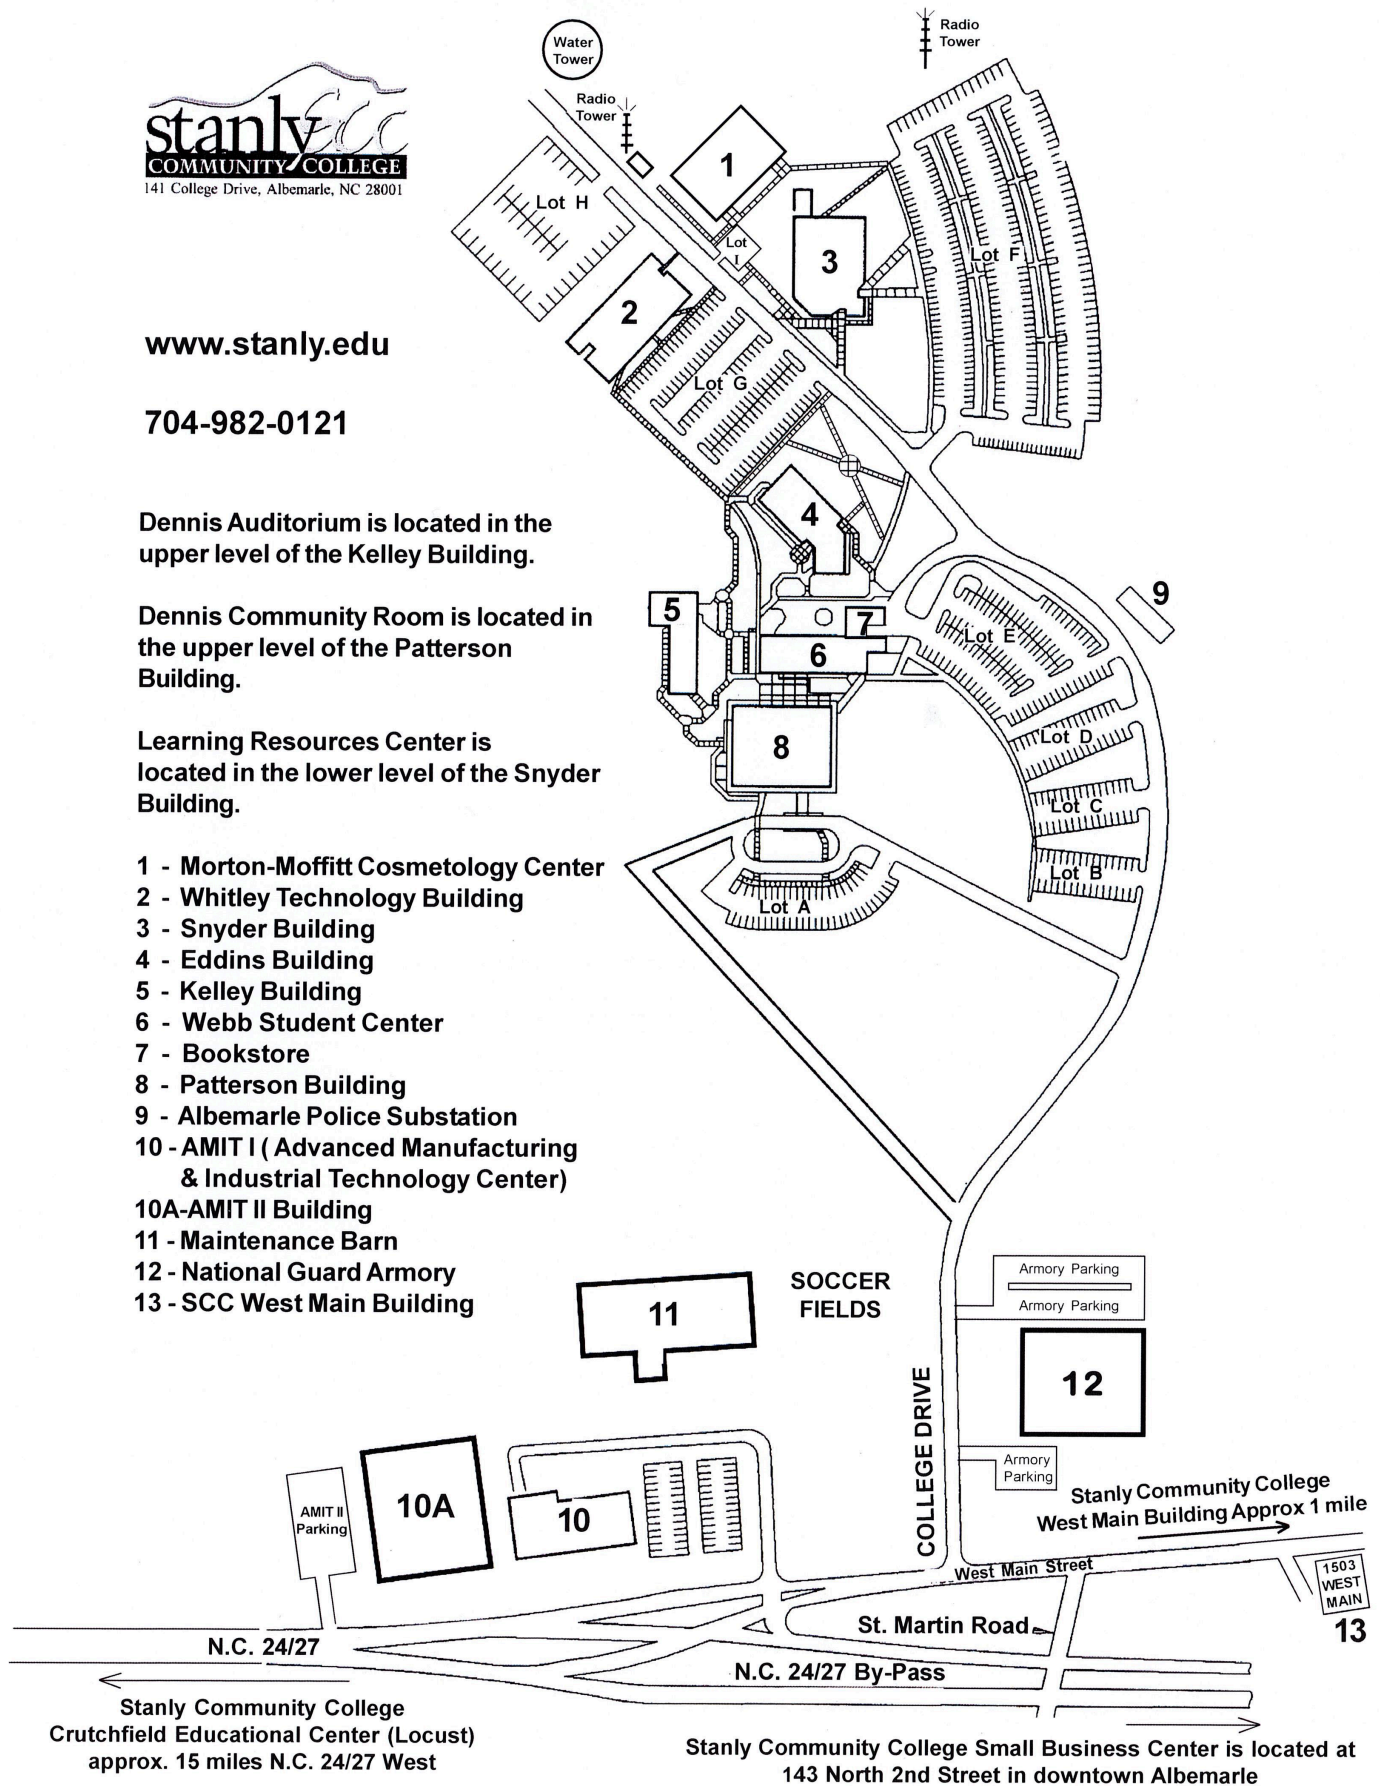 Water
Tower
Radio
Tower
Radio
Tower
stanly
COMMUNITY COLLEGE
141 College Drive, Albemarle, NC 28001
1
Lot H
Lot
I
3
Lot F
2
Lot G
www.stanly.edu
704-982-0121
4
Dennis Auditorium is located in the
upper level of the Kelley Building.
Dennis Community Room is located in
the upper level of the Patterson
Building.
Learning Resources Center is
located in the lower level of the Snyder
Building.
5
7
6
8
9
Lot E
Lot D
Lot C
Lot B
Lot A
1 - Morton-Moffitt Cosmetology Center
2 - Whitley Technology Building
3 - Snyder Building
4 - Eddins Building
5 - Kelley Building
6 - Webb Student Center
7 - Bookstore
8 - Patterson Building
9 - Albemarle Police Substation
10 - AMIT I ( Advanced Manufacturing
& Industrial Technology Center)
10A-AMIT II Building
11 - Maintenance Barn
12 - National Guard Armory
13 - SCC West Main Building
11
SOCCER
FIELDS
Armory Parking
Armory Parking
12
COLLEGE DRIVE
Armory
Parking
AMIT II
Parking
10A
10
Stanly Community College
West Main Building Approx 1 mile
West Main Street
1503
WEST
MAIN
13
St. Martin Road
N.C. 24/27
N.C. 24/27 By-Pass
Stanly Community College
Crutchfield Educational Center (Locust)
approx. 15 miles N.C. 24/27 West
Stanly Community College Small Business Center is located at
143 North 2nd Street in downtown Albemarle